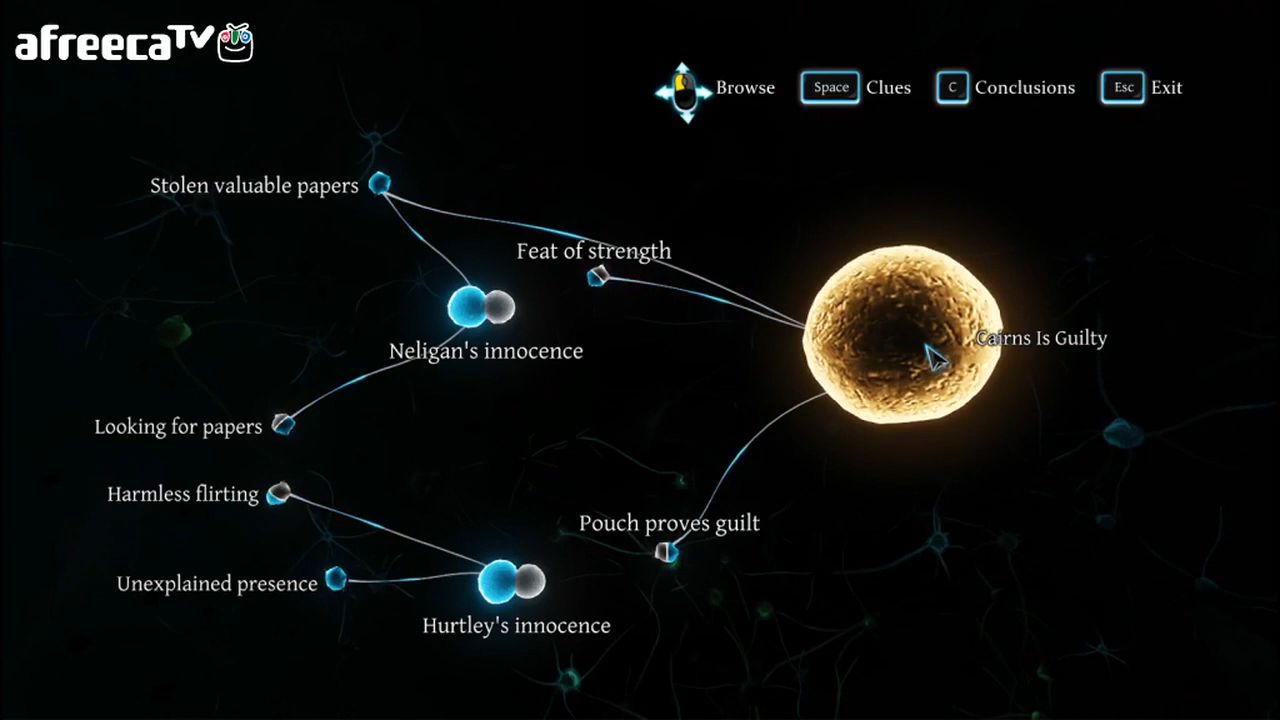 afreecaTV
Browse
Space
Clues
C
Conclusions
Esc
Exit
Stolen valuable papers
Feat of strength
Cairns Is Guilty
Neligan's innocence
Looking for papers
Harmless flirting
Pouch proves guilt
Unexplained presence
Hurtley's innocence